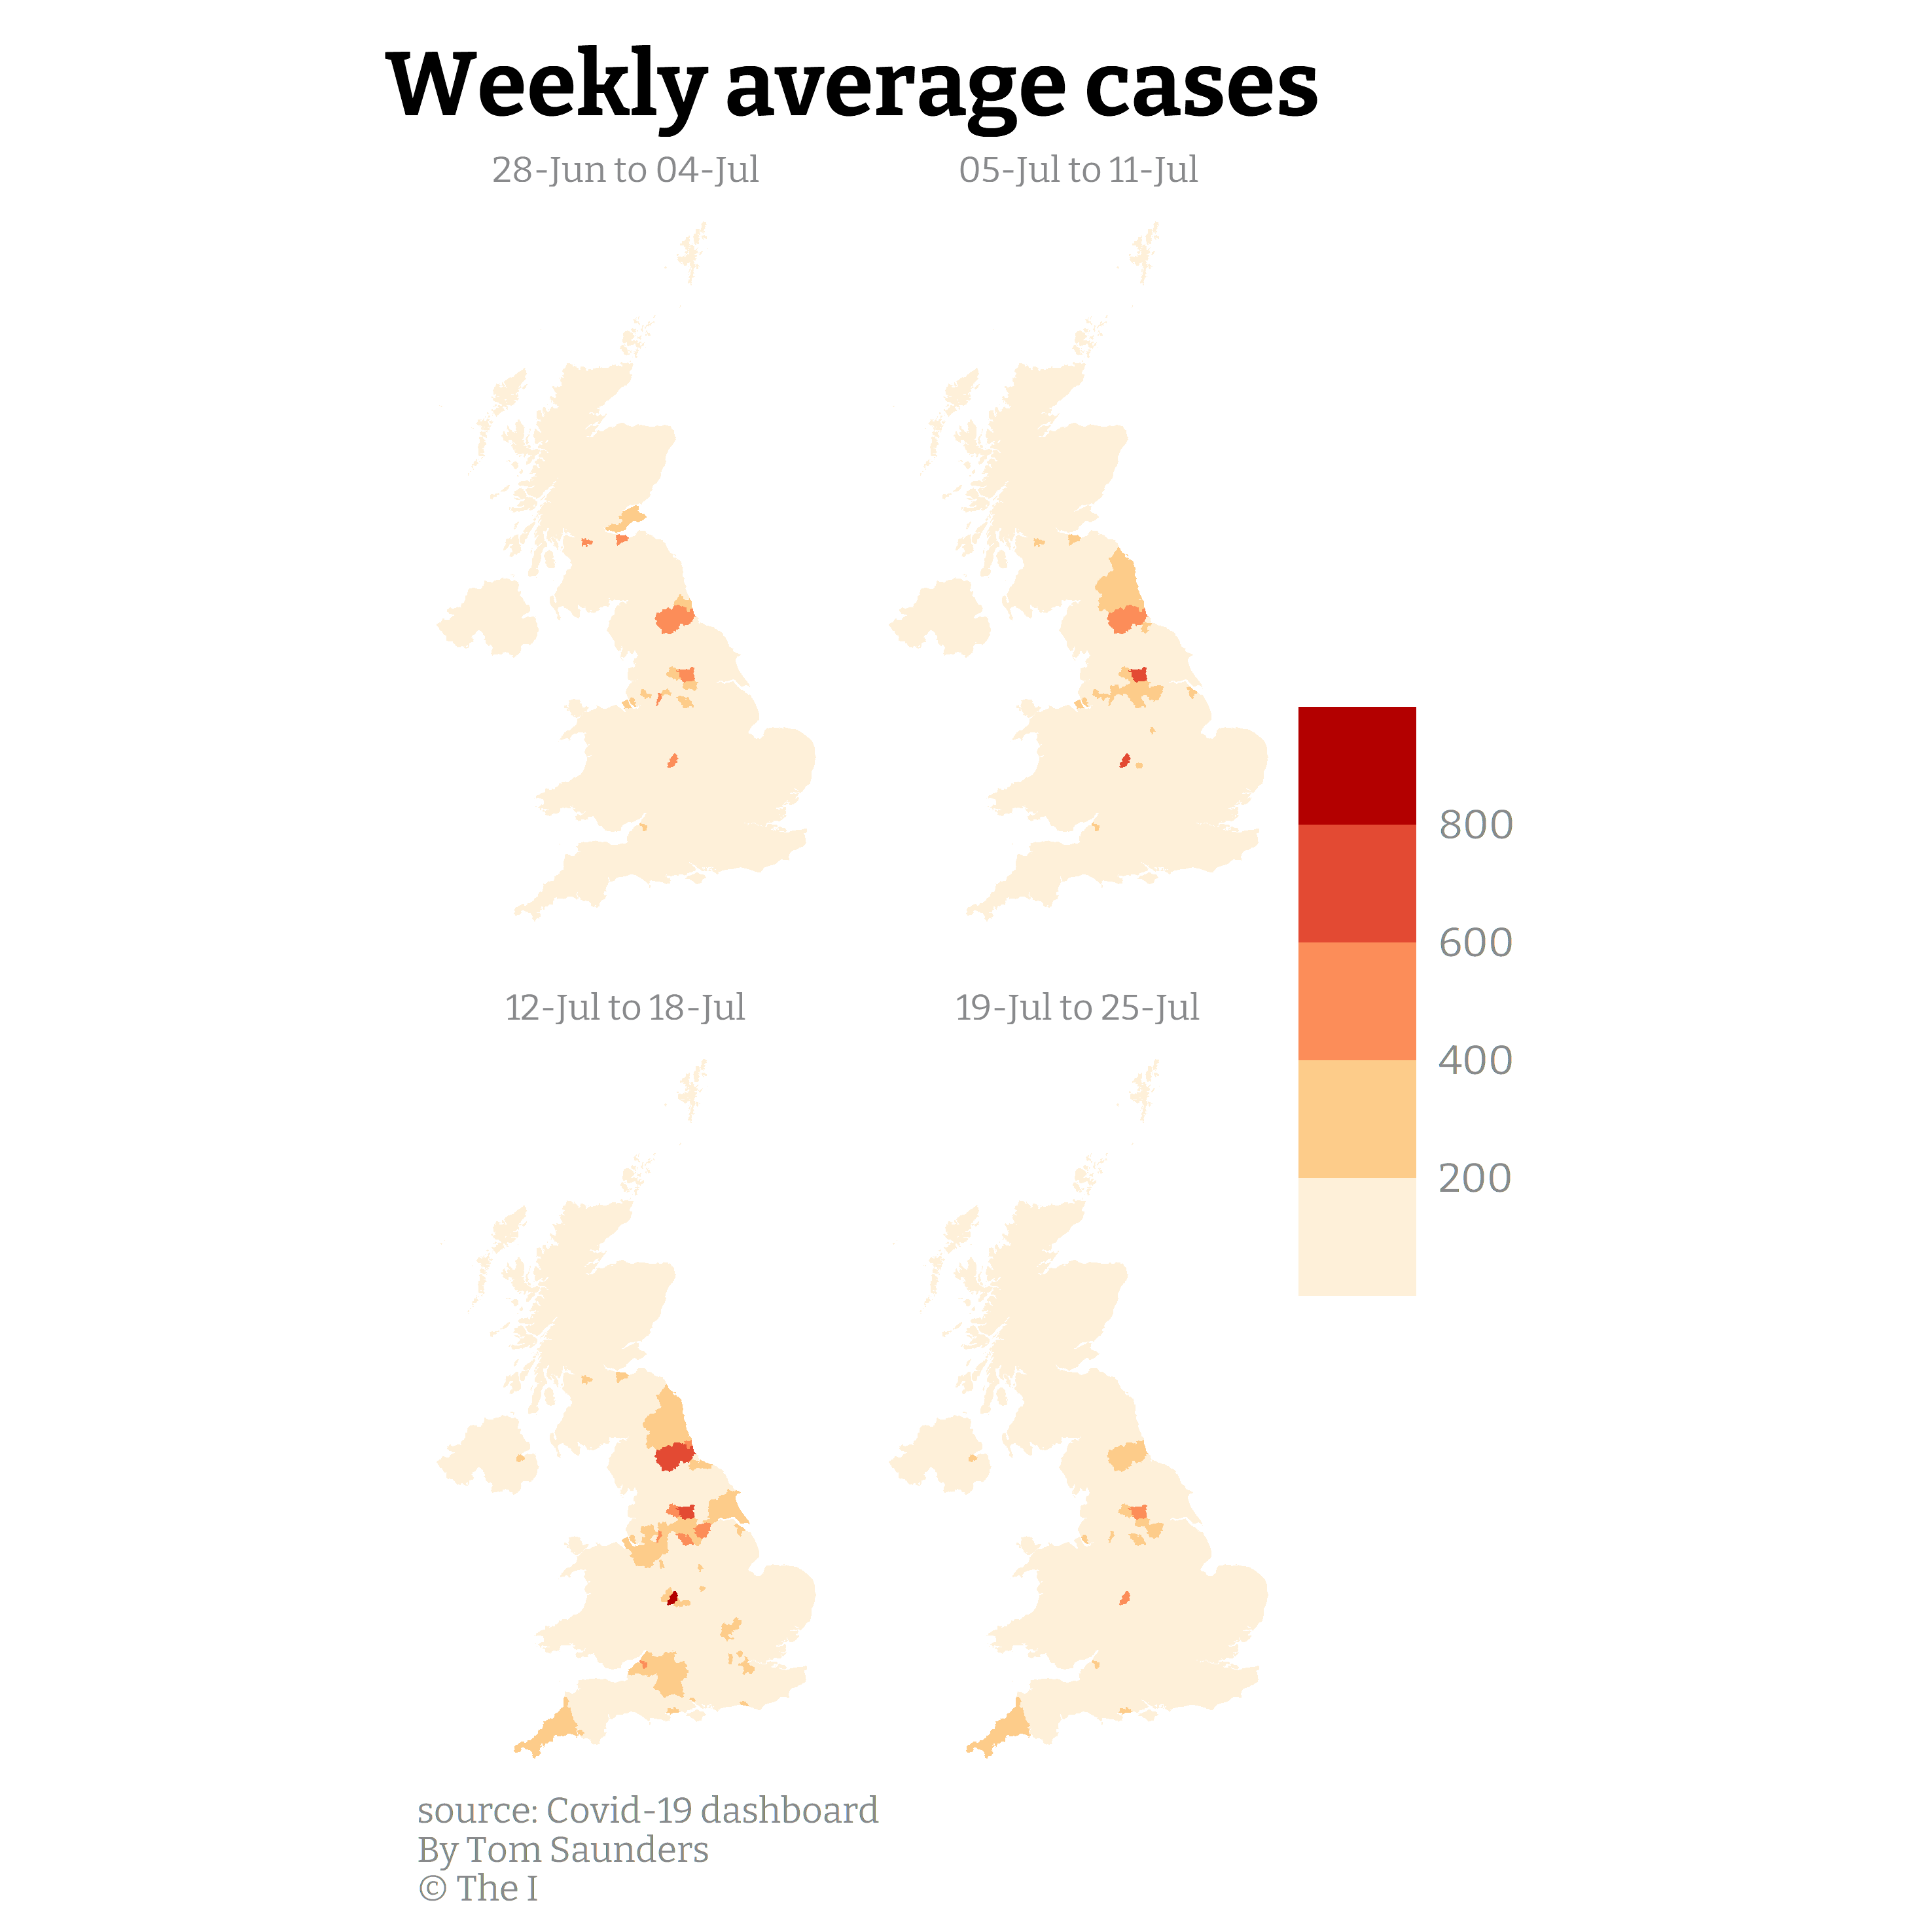 Weekly average cases
28-Jun to 04-Jul
05-Jul to 11-Jul
800
600
400
200
12-Jul to 18-Jul
19-Jul to 25-Jul
source: Covid-19 dashboard
By Tom Saunders
© The I